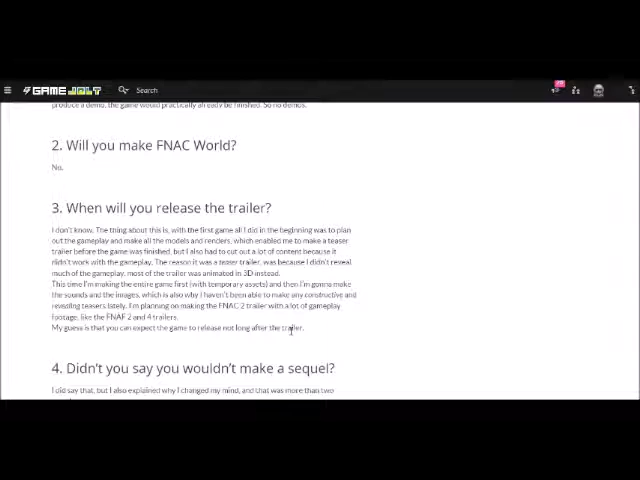 GAME JOLT
Search
produce a demo, the game would practically already be finished. So no demos.
2. Will you make FNAC World?
No.
3. When will you release the trailer?
I don't know. The thing about this is, with the first game all I did in the beginning was to plan
out the gameplay and make all the models and renders, which enabled me to make a teaser
trailer before the game was finished, but I also had to cut out a lot of content because it
didn't work with the gameplay. The reason it was a teaser trailer, was because I didn't reveal
much of the gameplay, most of the trailer was animated in 3D instead.
This time I'm making the entire game first (with temporary assets) and then I'm gonna make
the sounds and the images, which is also why I haven't been able to make any constructive and
revealing teasers lately. I'm planning on making the FNAC 2 trailer with a lot of gameplay
footage, like the FNAF 2 and 4 trailers.
My guess is that you can expect the game to release not long after the trailer.
4. Didn't you say you wouldn't make a sequel?
I did say that, but I also explained why I changed my mind, and that was more than two